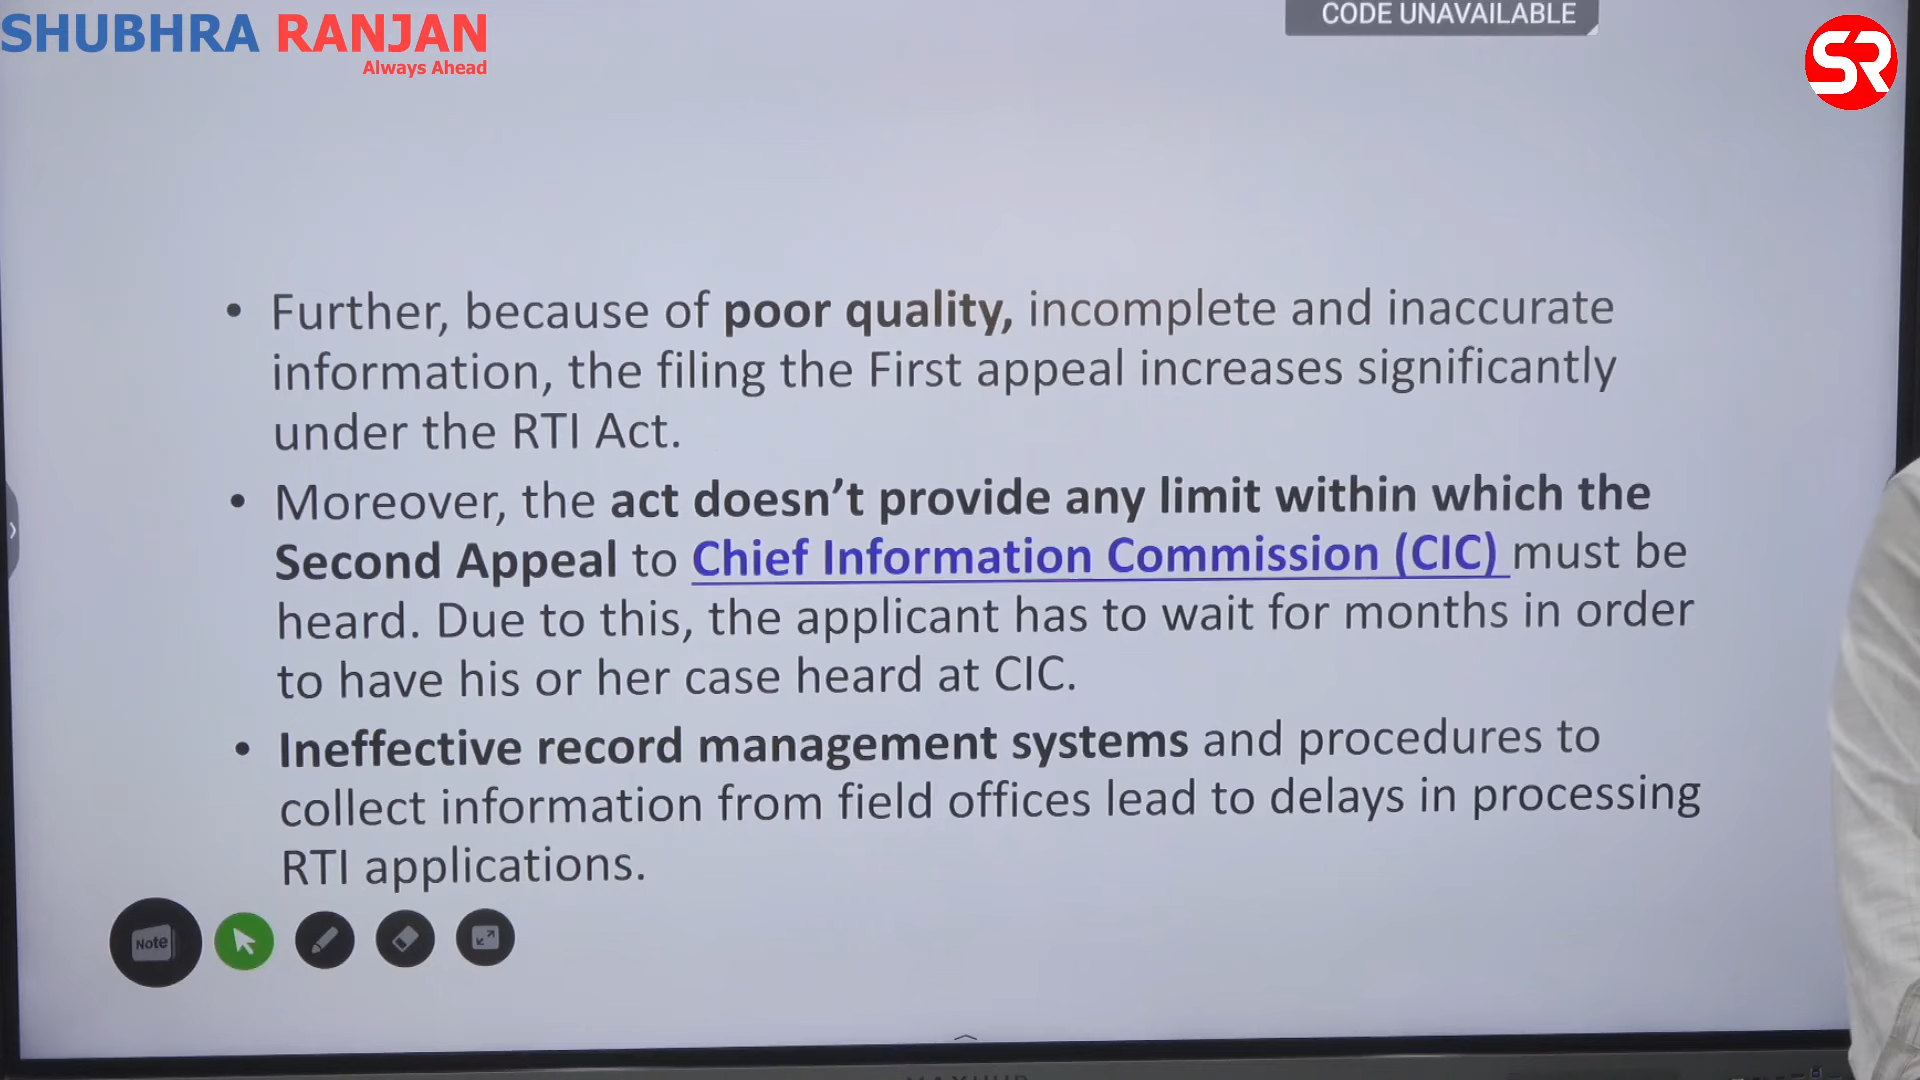 SHUBHRA RANJAN
Always Ahead
CODE UNAVAILABLE
SR
• Further, because of poor quality, incomplete and inaccurate
information, the filing the First appeal increases significantly
under the RTI Act.
• Moreover, the act doesn’t provide any limit within which the
Second Appeal to Chief Information Commission (CIC) must be
heard. Due to this, the applicant has to wait for months in order
to have his or her case heard at CIC.
• Ineffective record management systems and procedures to
collect information from field offices lead to delays in processing
RTI applications.
Note